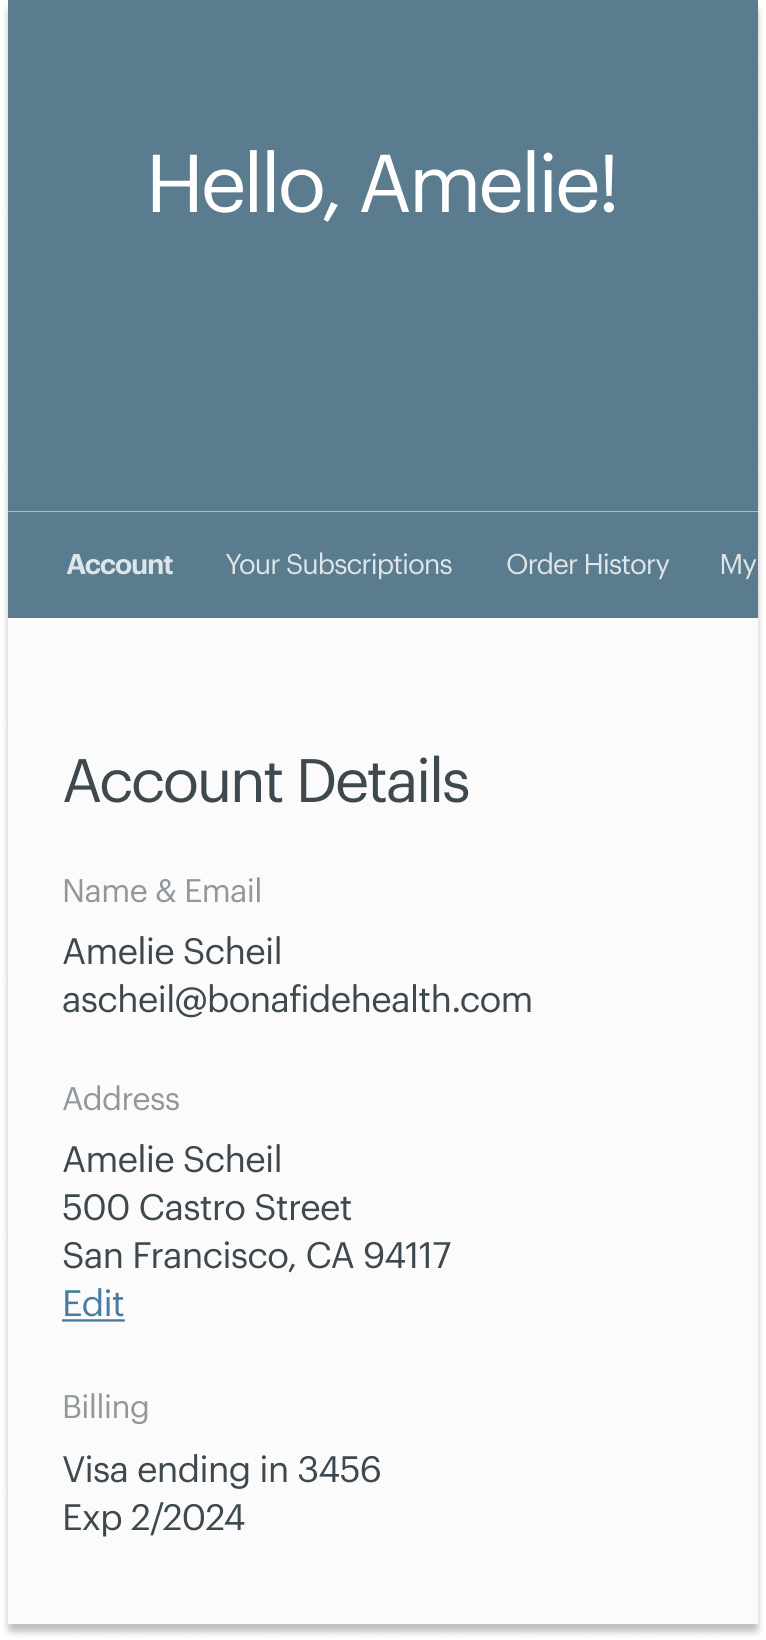 Hello, Amelie!
Account Your Subscriptions Order History My
Account Details
Name & Email
Amelie Scheil
ascheil@bonafidehealth.com
Address
Amelie Scheil
500 Castro Street
San Francisco, CA 94117
Edit
Billing
Visa ending in 3456
Exp 2/2024